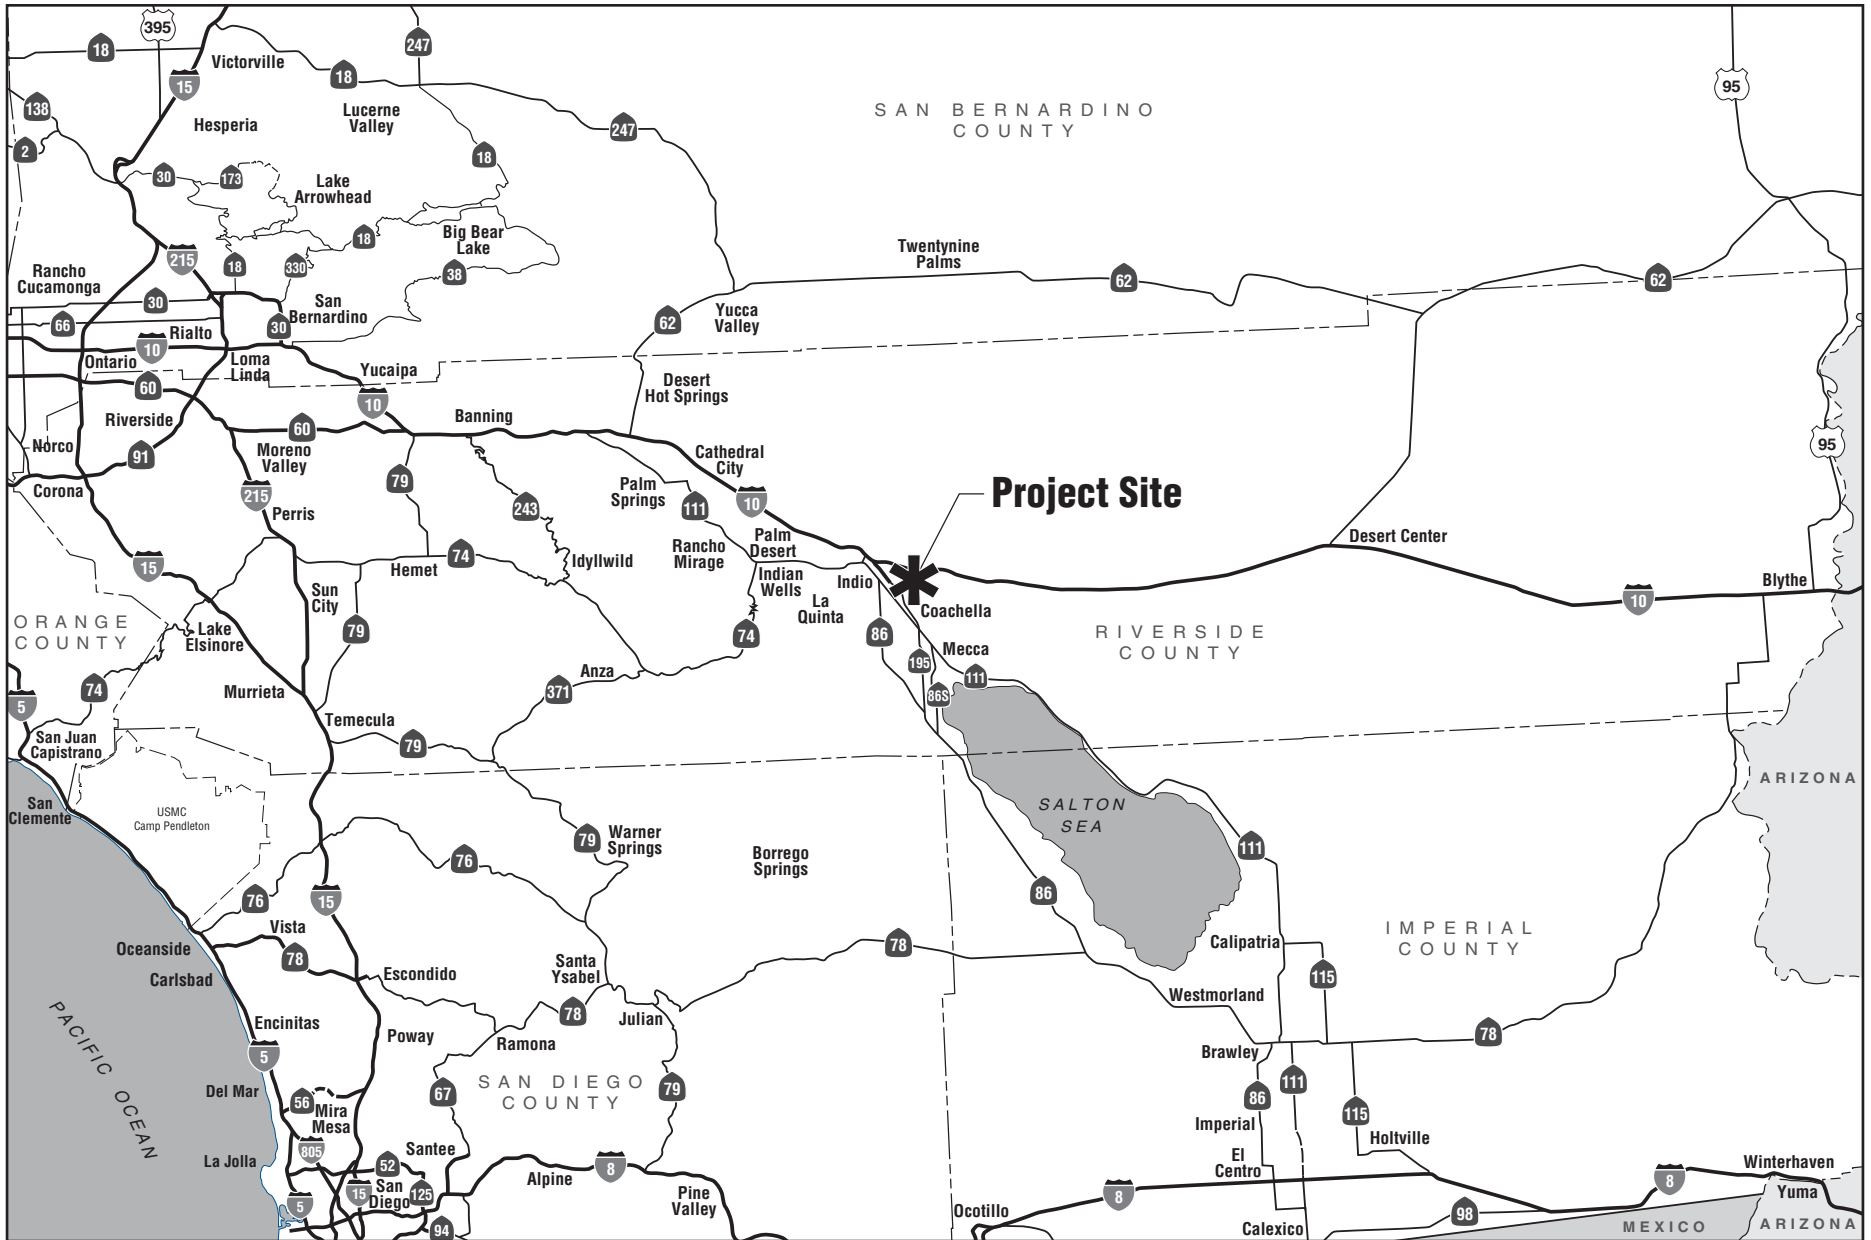 395
18
247
15
Victorville
18
138
Lucerne
Valley
Hesperia
SAN BERNARDINO
COUNTY
95
247
2
18
30
173
Lake
Arrowhead
18
Big Bear
Lake
215
18
330
38
Twentynine
Palms
62
62
Rancho
Cucamonga
30
San
Bernardino
66
30
62
Yucca
Valley
Rialto
10
Ontario
Loma
Linda
Yucaipa
60
10
Desert
Hot Springs
Riverside
60
Banning
Norco
91
Moreno
Valley
Cathedral
City
95
Corona
215
79
243
Palm
Springs
111
10
Project Site
Perris
15
Hemet
74
Idyllwild
Rancho
Mirage
Palm
Desert
Desert Center
Indian
Wells
Indio
Blythe
10
Sun
City
La
Quinta
Coachella
ORANGE
COUNTY
Lake
Elsinore
79
74
86
RIVERSIDE
COUNTY
Mecca
195
111
74
Murrieta
371
Anza
86S
5
San Juan
Capistrano
Temecula
79
ARIZONA
San
Clemente
USMC
Camp Pendleton
SALTON
SEA
79
Warner
Springs
76
Borrego
Springs
111
76
15
86
Vista
Oceanside
78
78
Calipatria
IMPERIAL
COUNTY
Carlsbad
Escondido
Santa
Ysabel
115
Westmorland
PACIFIC OCEAN
Encinitas
Poway
78
Julian
Ramona
78
5
Brawley
Del Mar
56
Mira
Mesa
67
SAN DIEGO
COUNTY
79
86
111
115
Imperial
Holtville
805
La Jolla
Santee
52
El
Centro
Winterhaven
San
Diego
15
125
5
Alpine
8
Pine
Valley
8
8
Yuma
Ocotillo
98
94
Calexico
MEXICO
ARIZONA